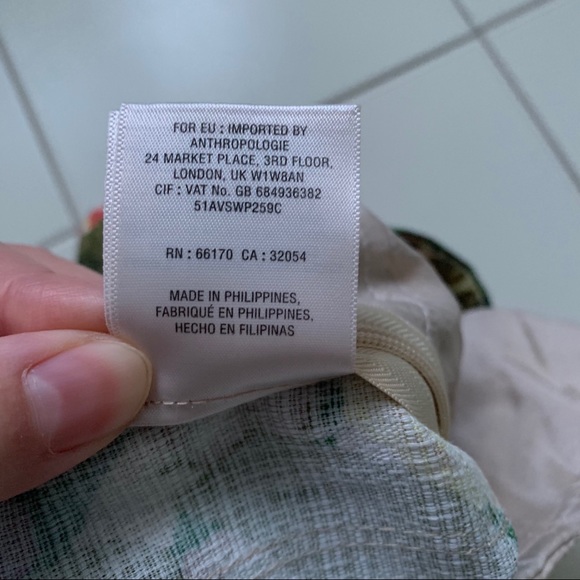 FOR EU : IMPORTED BY
ANTHROPOLOGIE
24 MARKET PLACE, 3RD FLOOR,
LONDON, UK W1W8AN
CIF : VAT No. GB 684936382
51AVSWP259C
RN : 66170 CA : 32054
MADE IN PHILIPPINES,
FABRIQUÉ EN PHILIPPINES,
HECHO EN FILIPINAS